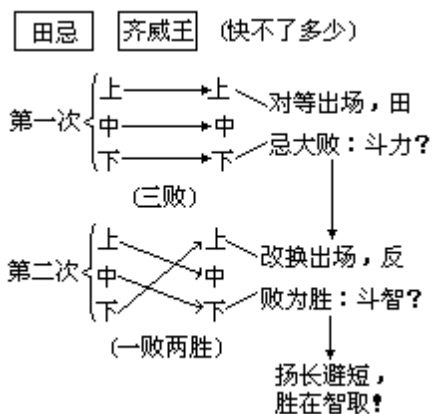 田忌 齐威王 (快不了多少)
上 上
对等出场，田
第一次 中 中
忌大败：斗力？
下 下
(三败)
上 上
改换出场，反
第二次 中 中
败为胜：斗智？
下 下
(一败两胜)
扬长避短，
胜在智取！